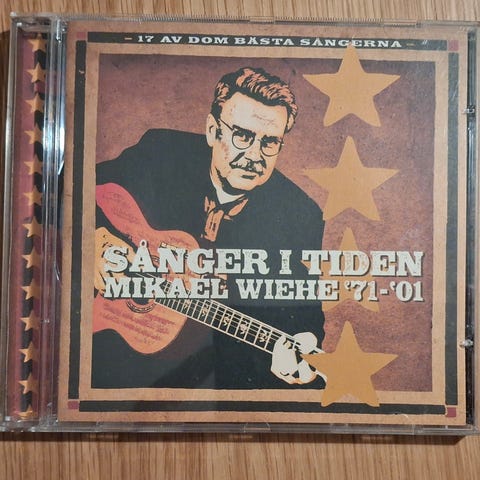 – 17 AV DOM BÄSTA SÅNGERNA –
SÅNGER I TIDEN
MIKAEL WIEHE '71-'01